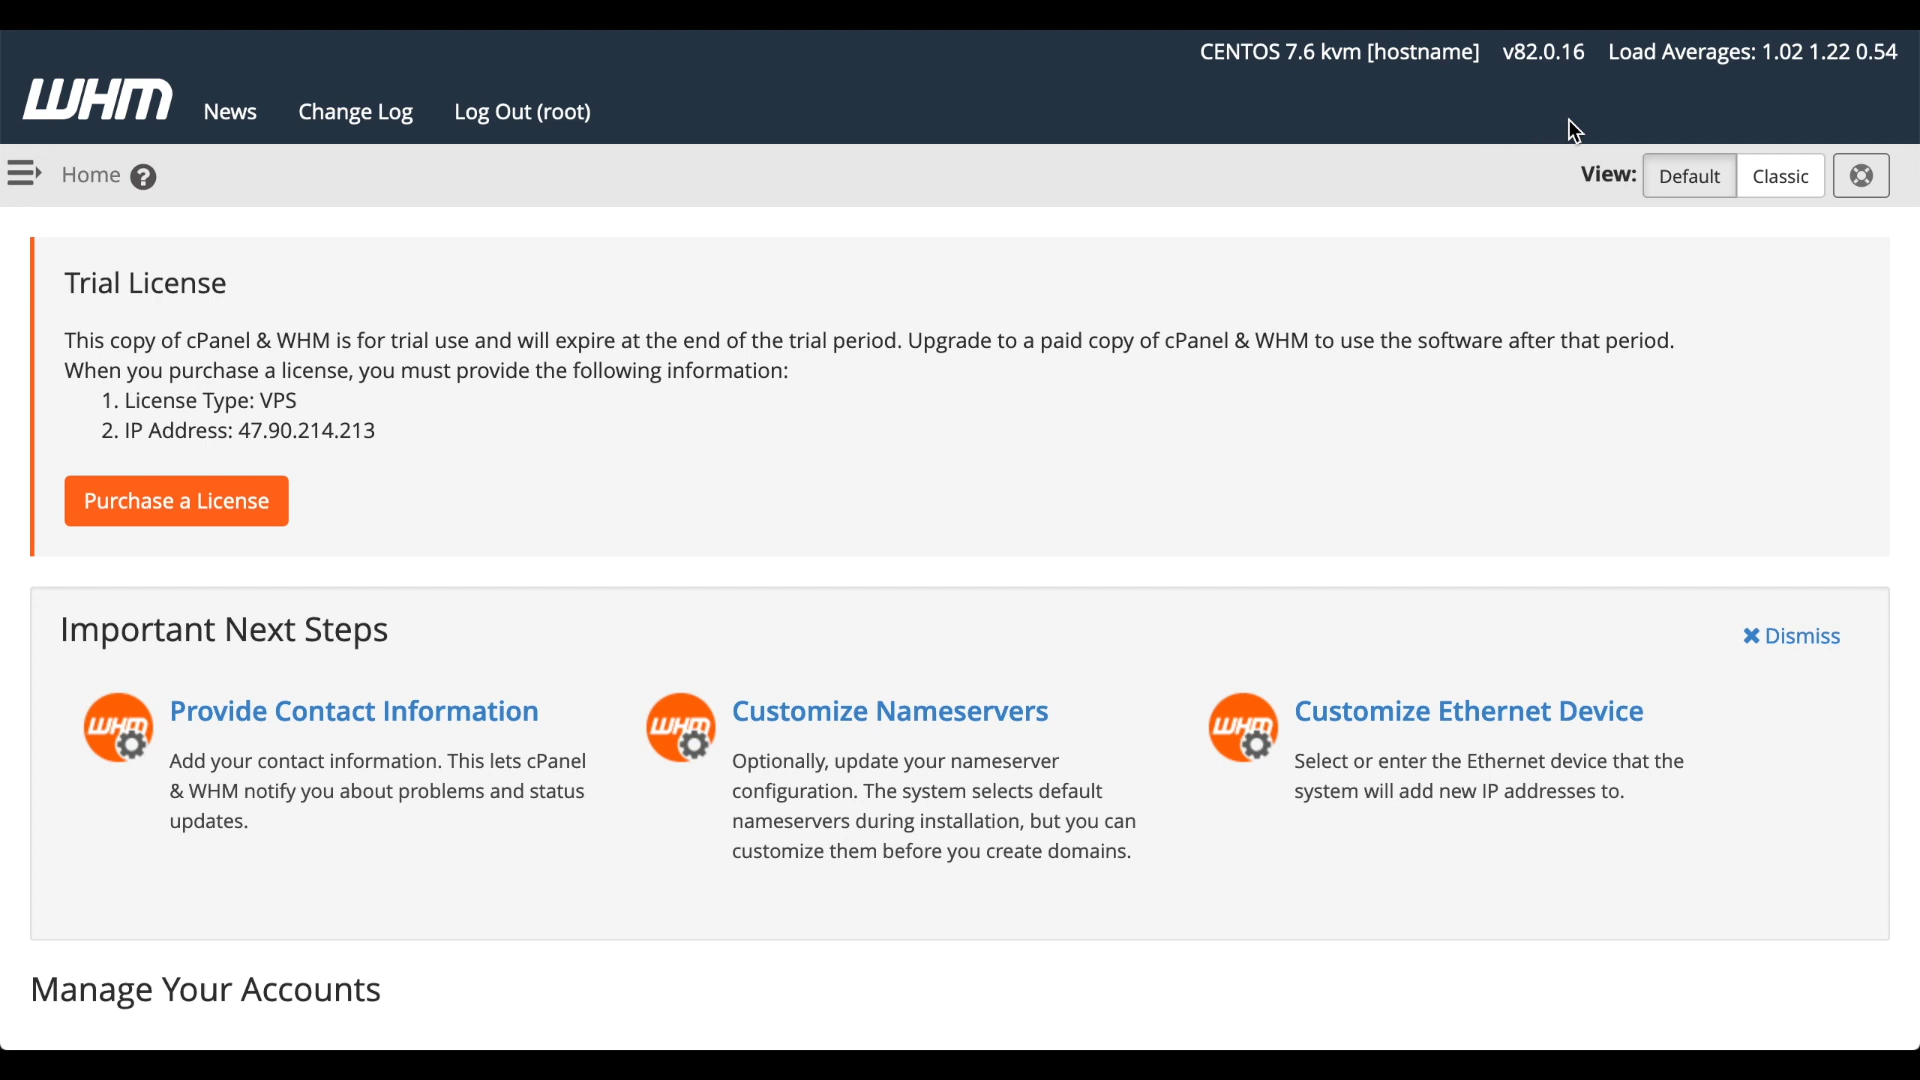 CENTOS 7.6 kvm [hostname] v82.0.16 Load Averages: 1.02 1.22 0.54
WHM News Change Log Log Out (root)
Home ? View: Default Classic
Trial License
This copy of cPanel & WHM is for trial use and will expire at the end of the trial period. Upgrade to a paid copy of cPanel & WHM to use the software after that period.
When you purchase a license, you must provide the following information:
1. License Type: VPS
2. IP Address: 47.90.214.213
Purchase a License
Important Next Steps
Dismiss
WHM
Provide Contact Information
Add your contact information. This lets cPanel
& WHM notify you about problems and status
updates.
WHM
Customize Nameservers
Optionally, update your nameserver
configuration. The system selects default
nameservers during installation, but you can
customize them before you create domains.
WHM
Customize Ethernet Device
Select or enter the Ethernet device that the
system will add new IP addresses to.
Manage Your Accounts